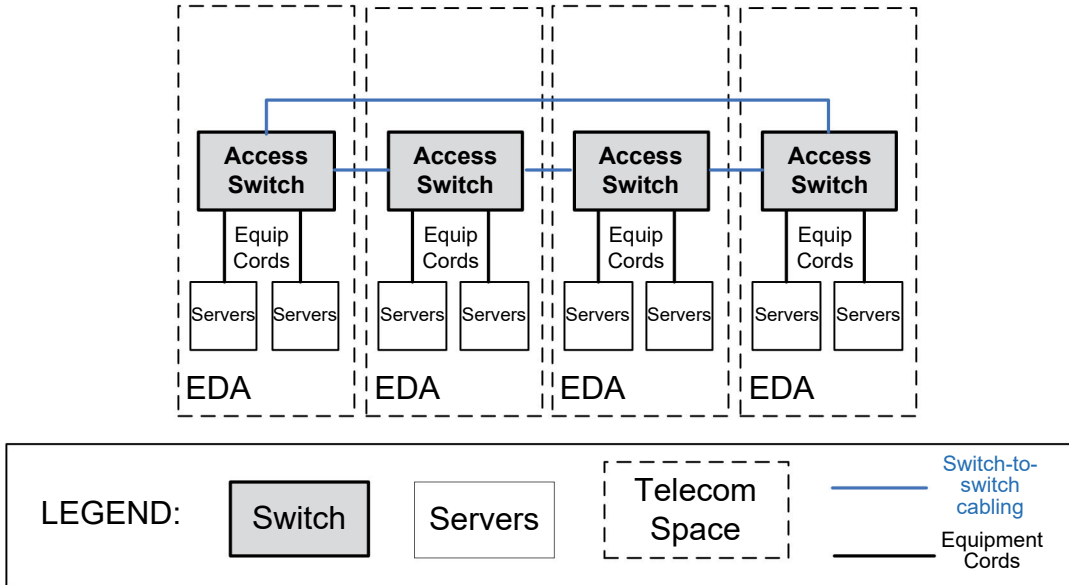 Access Switch
Access Switch
Access Switch
Access Switch
Equip Cords
Equip Cords
Equip Cords
Equip Cords
Servers Servers Servers Servers Servers Servers Servers Servers
EDA EDA EDA EDA
LEGEND:
Switch
Servers
Telecom
Space
Switch-to-
switch
cabling
Equipment
Cords